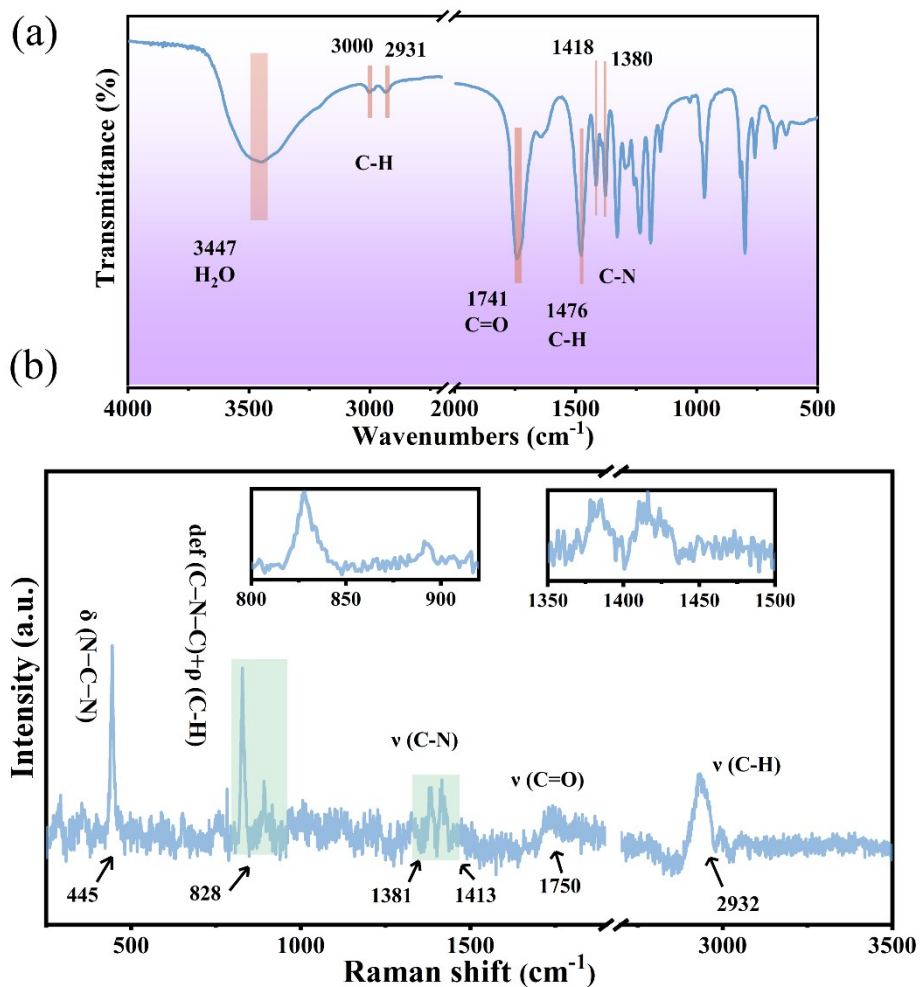 (a)
3000 2931
1418
1380
C-H
3447
H₂O
1741
C=O
1476
C-H
C-N
Transmittance (%)
4000 3500 3000 2000 1500 1000 500
Wavenumbers (cm⁻¹)
(b)
800 850 900
1350 1400 1450 1500
δ (N−C−N)
def (C−N−C)+ρ (C-H)
ν (C-N)
ν (C=O)
ν (C-H)
445
828
1381
1413
1750
2932
Intensity (a.u.)
500 1000 1500 3000 3500
Raman shift (cm⁻¹)